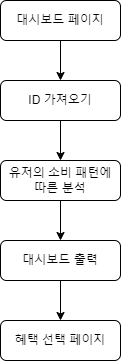 대시보드 페이지
ID 가져오기
유저의 소비 패턴에
따른 분석
대시보드 출력
혜택 선택 페이지